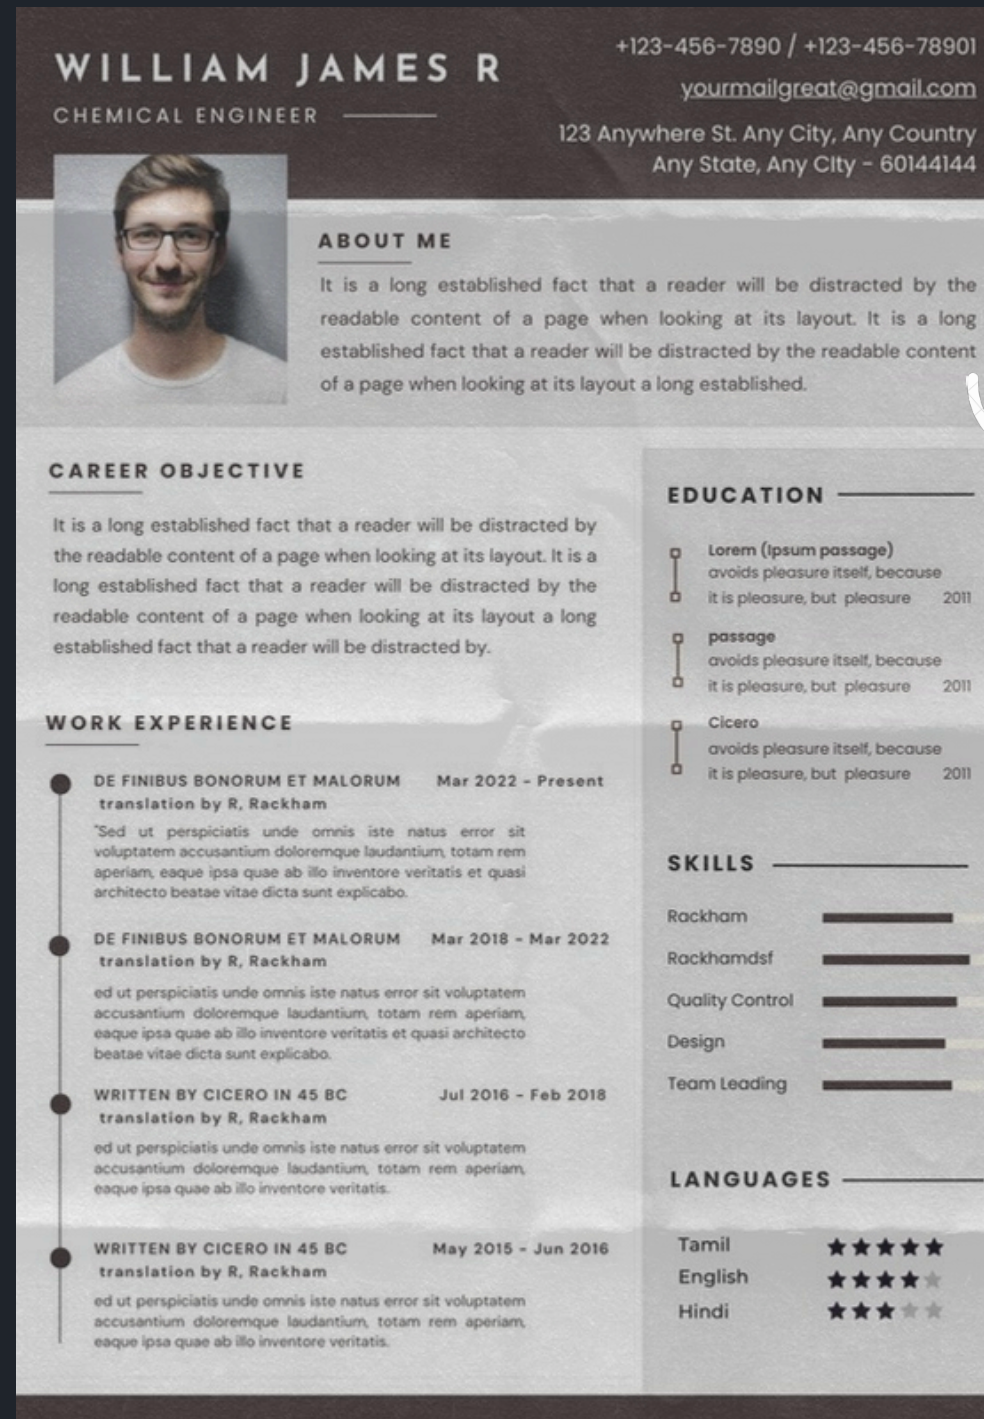 WILLIAM JAMES R
CHEMICAL ENGINEER
+123-456-7890 / +123-456-78901
yourmailgreat@gmail.com
123 Anywhere St. Any City, Any Country
Any State, Any CIty - 60144144
ABOUT ME
It is a long established fact that a reader will be distracted by the
readable content of a page when looking at its layout. It is a long
established fact that a reader will be distracted by the readable content
of a page when looking at its layout a long established.
CAREER OBJECTIVE
It is a long established fact that a reader will be distracted by
the readable content of a page when looking at its layout. It is a
long established fact that a reader will be distracted by the
readable content of a page when looking at its layout a long
established fact that a reader will be distracted by.
WORK EXPERIENCE
DE FINIBUS BONORUM ET MALORUM Mar 2022 - Present
translation by R, Rackham
"Sed ut perspiciatis unde omnis iste natus error sit
voluptatem accusantium doloremque laudantium, totam rem
aperiam, eaque ipsa quae ab illo inventore veritatis et quasi
architecto beatae vitae dicta sunt explicabo.
DE FINIBUS BONORUM ET MALORUM Mar 2018 - Mar 2022
translation by R, Rackham
ed ut perspiciatis unde omnis iste natus error sit voluptatem
accusantium doloremque laudantium, totam rem aperiam,
eaque ipsa quae ab illo inventore veritatis et quasi architecto
beatae vitae dicta sunt explicabo.
WRITTEN BY CICERO IN 45 BC Jul 2016 - Feb 2018
translation by R, Rackham
ed ut perspiciatis unde omnis iste natus error sit voluptatem
accusantium doloremque laudantium, totam rem aperiam,
eaque ipsa quae ab illo inventore veritatis.
WRITTEN BY CICERO IN 45 BC May 2015 - Jun 2016
translation by R, Rackham
ed ut perspiciatis unde omnis iste natus error sit voluptatem
accusantium doloremque laudantium, totam rem aperiam,
eaque ipsa quae ab illo inventore veritatis.
EDUCATION
Lorem (Ipsum passage)
avoids pleasure itself, because
it is pleasure, but pleasure 2011
passage
avoids pleasure itself, because
it is pleasure, but pleasure 2011
Cicero
avoids pleasure itself, because
it is pleasure, but pleasure 2011
SKILLS
Rackham
Rackhamdsf
Quality Control
Design
Team Leading
LANGUAGES
Tamil
English
Hindi